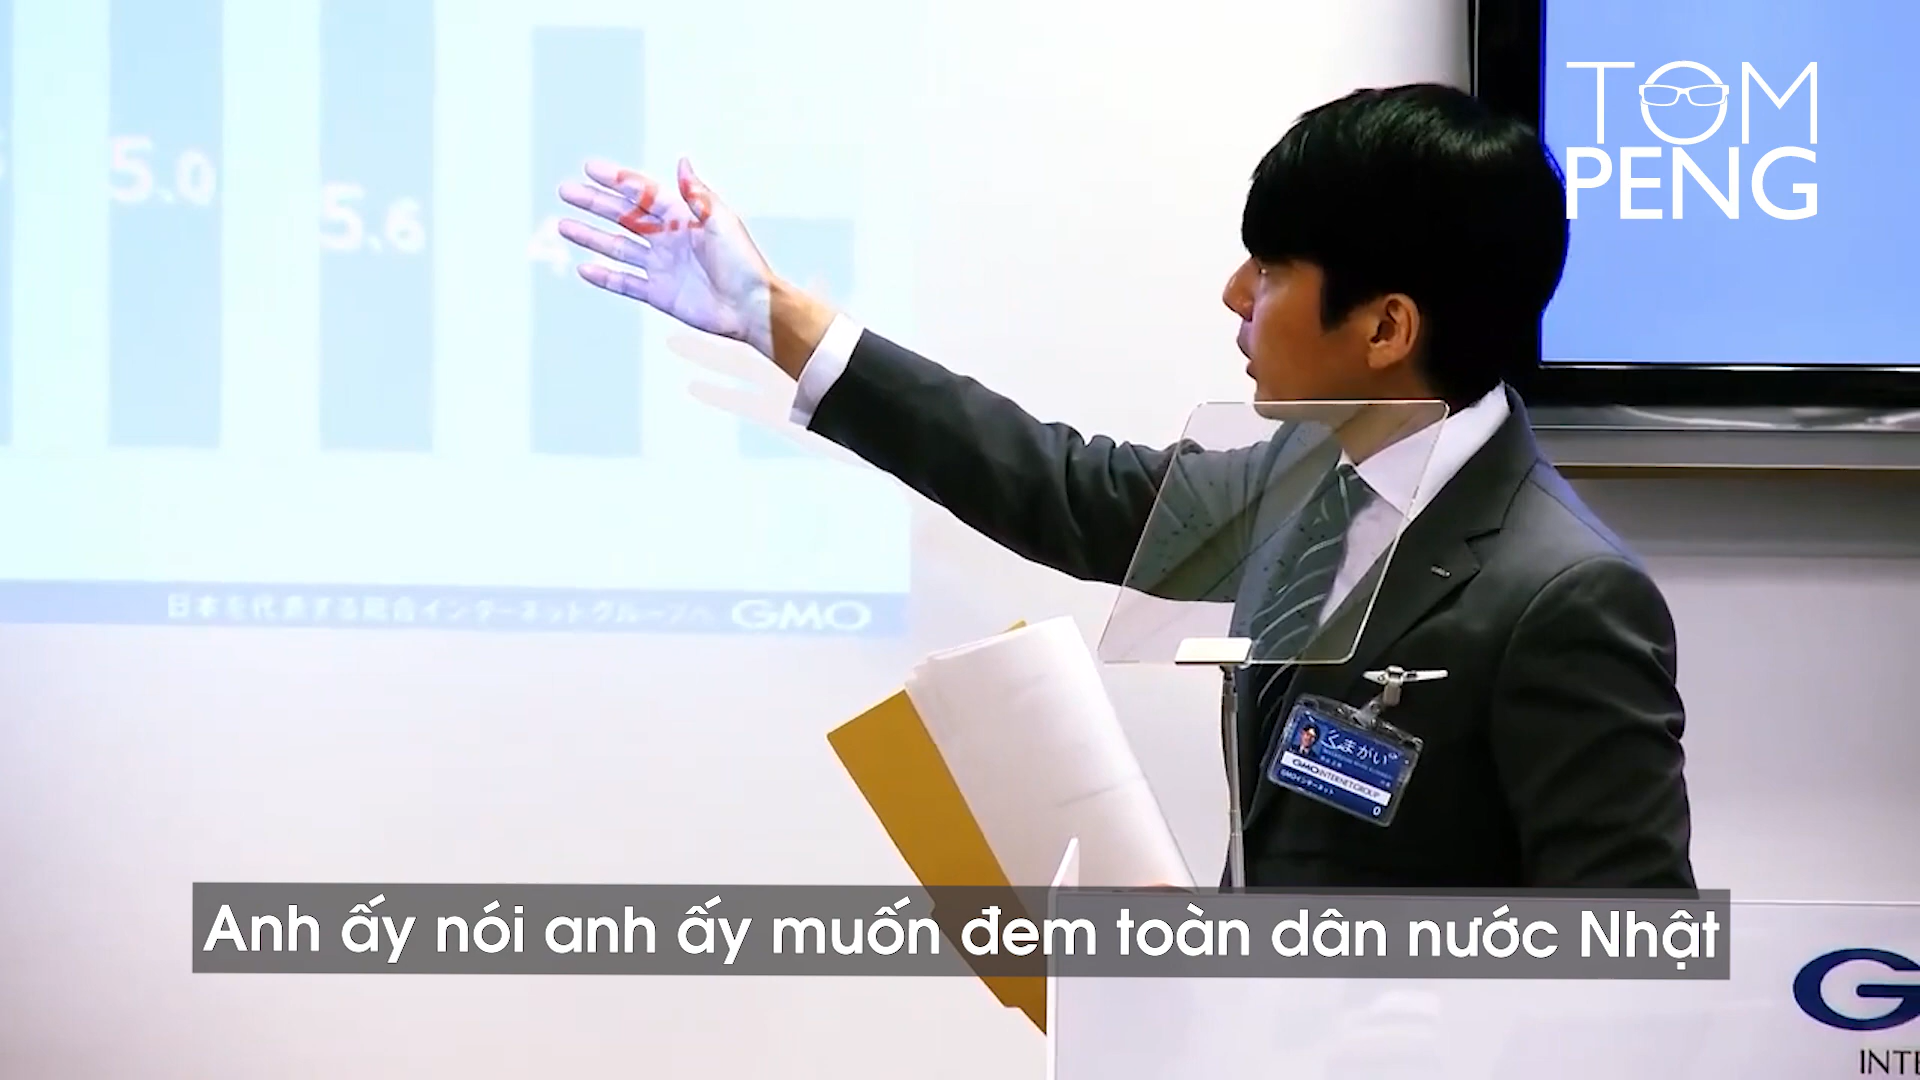 TOM
PENG
5.0
5.6
4
2.5
日本を代表する総合インターネットグループへ GMO
くまがい
GMO INTERNET GROUP
GMOインターネット
0
Anh ấy nói anh ấy muốn đem toàn dân nước Nhật
G
INTE